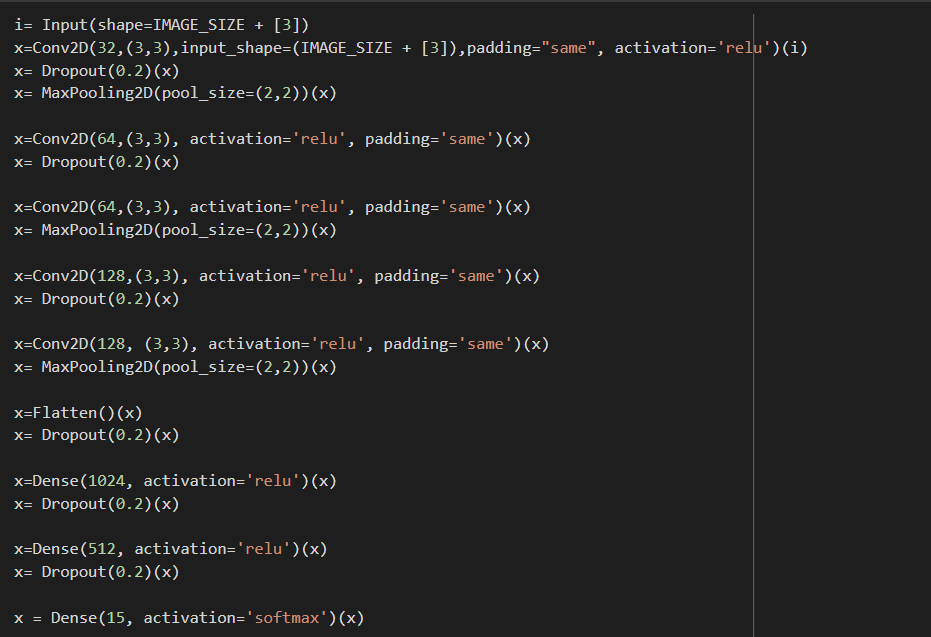 i= Input(shape=IMAGE_SIZE + [3])
x=Conv2D(32,(3,3),input_shape=(IMAGE_SIZE + [3]),padding="same", activation='relu')(i)
x= Dropout(0.2)(x)
x= MaxPooling2D(pool_size=(2,2))(x)

x=Conv2D(64,(3,3), activation='relu', padding='same')(x)
x= Dropout(0.2)(x)

x=Conv2D(64,(3,3), activation='relu', padding='same')(x)
x= MaxPooling2D(pool_size=(2,2))(x)

x=Conv2D(128,(3,3), activation='relu', padding='same')(x)
x= Dropout(0.2)(x)

x=Conv2D(128, (3,3), activation='relu', padding='same')(x)
x= MaxPooling2D(pool_size=(2,2))(x)

x=Flatten()(x)
x= Dropout(0.2)(x)

x=Dense(1024, activation='relu')(x)
x= Dropout(0.2)(x)

x=Dense(512, activation='relu')(x)
x= Dropout(0.2)(x)

x = Dense(15, activation='softmax')(x)